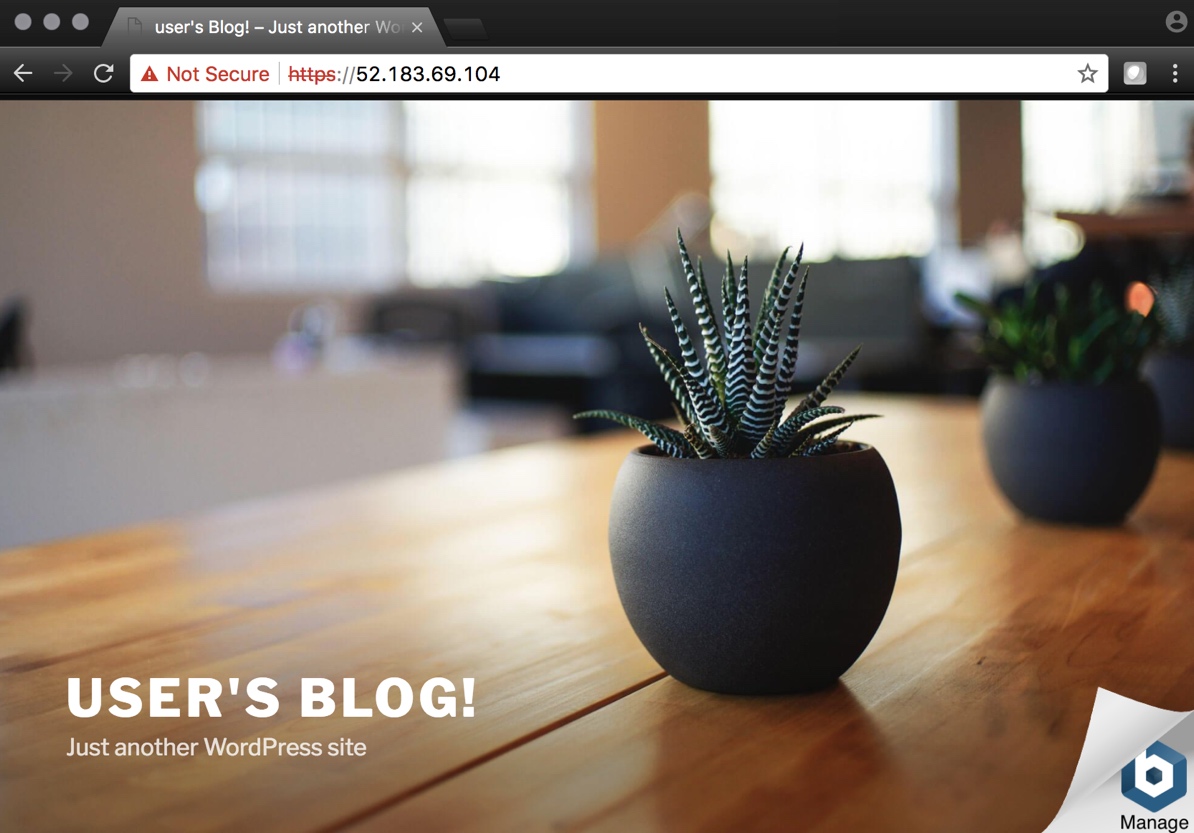 user's Blog! – Just another Wo
Not Secure https://52.183.69.104
USER'S BLOG!
Just another WordPress site
b
Manage